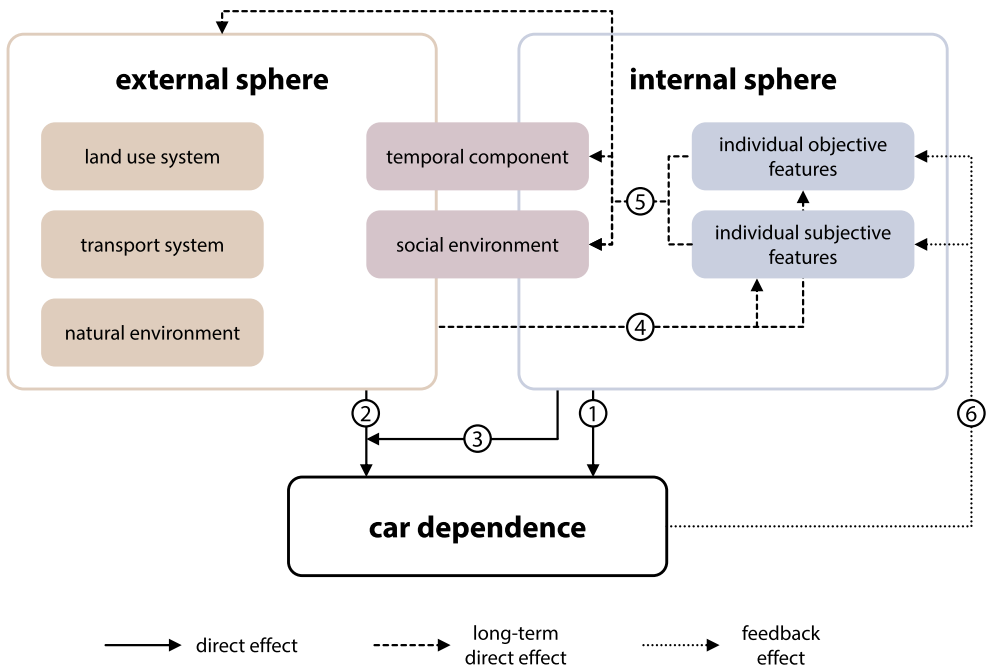 external sphere
internal sphere
land use system
temporal component
individual objective
features
5
transport system
social environment
individual subjective
features
natural environment
4
2
3
1
6
car dependence
direct effect
long-term
direct effect
feedback
effect